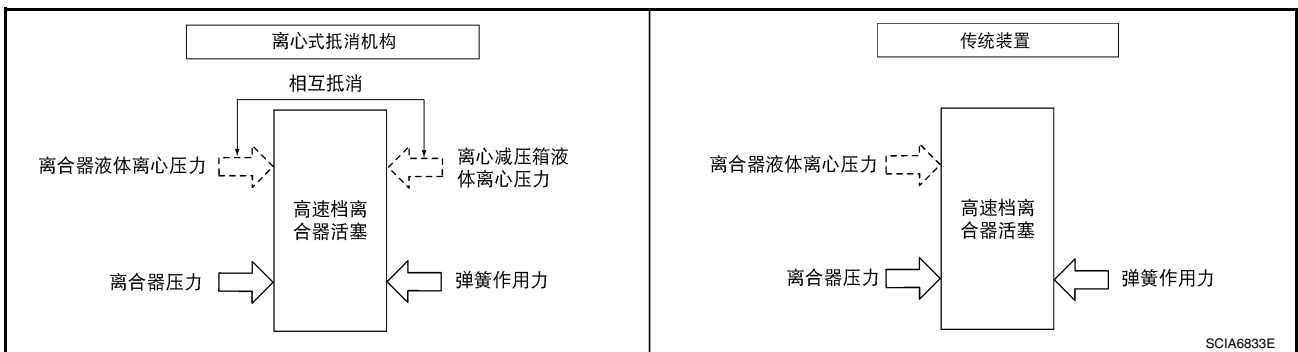 离心式抵消机构
相互抵消
离合器液体离心压力
离心减压箱液
体离心压力
高速档离
合器活塞
离合器压力
弹簧作用力
传统装置
离合器液体离心压力
高速档离
合器活塞
离合器压力
弹簧作用力
SCIA6833E